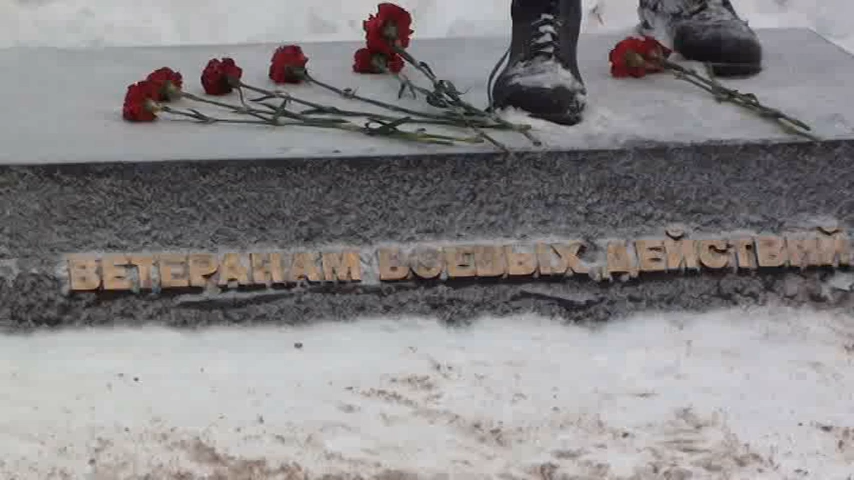 ВЕТЕРАНАМ БОЕВЫХ ДЕЙСТВИЙ